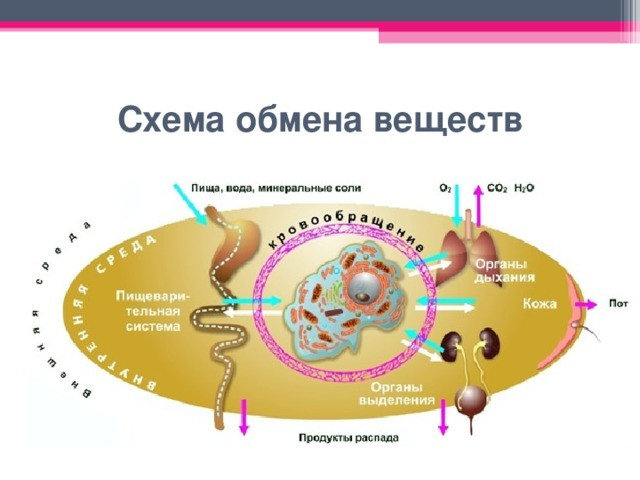 Схема обмена веществ
Пища, вода, минеральные соли
O₂
CO₂ H₂O
Внешняя среда
ВНУТРЕННЯЯ СРЕДА
кровообращение
Органы
дыхания
Пищевари-
тельная
система
Кожа
Пот
Органы
выделения
Продукты распада